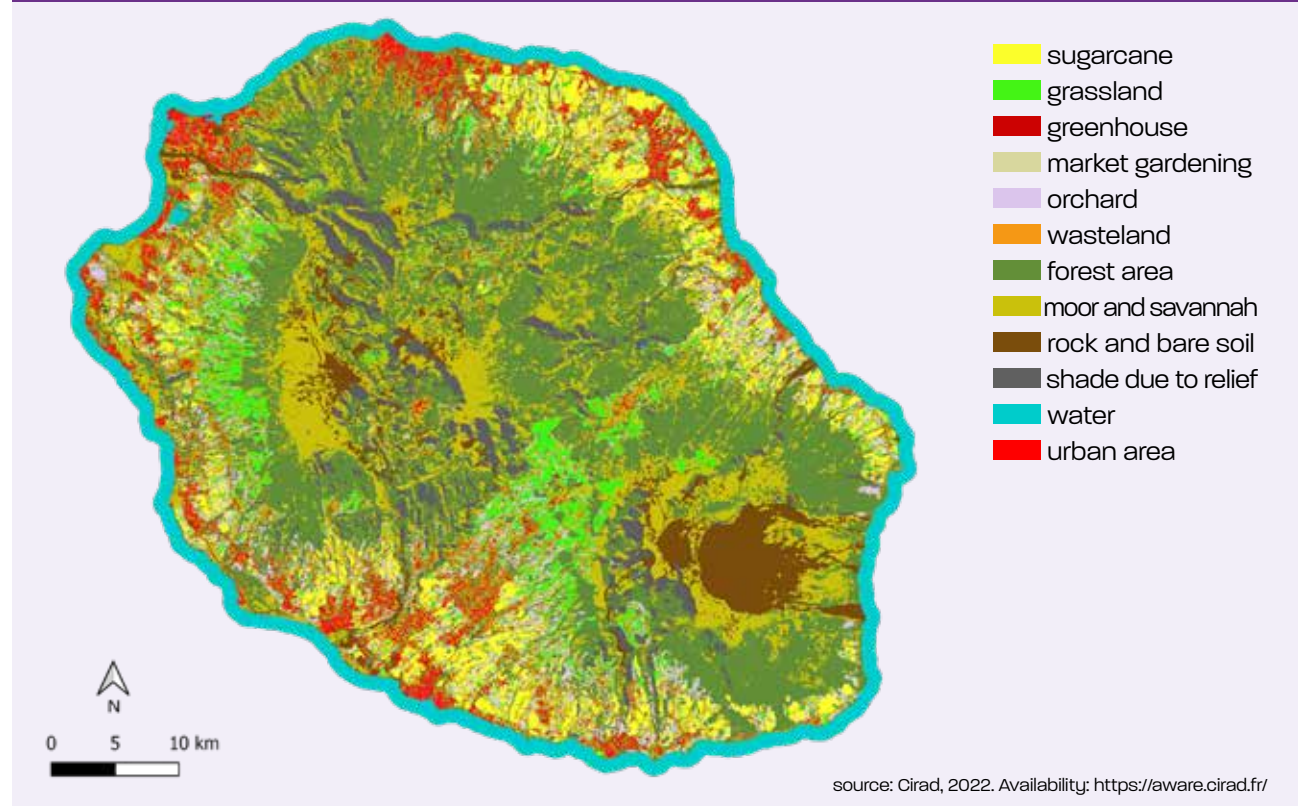 sugarcane
grassland
greenhouse
market gardening
orchard
wasteland
forest area
moor and savannah
rock and bare soil
shade due to relief
water
urban area
N
0 5 10 km
source: Cirad, 2022. Availability: https://aware.cirad.fr/